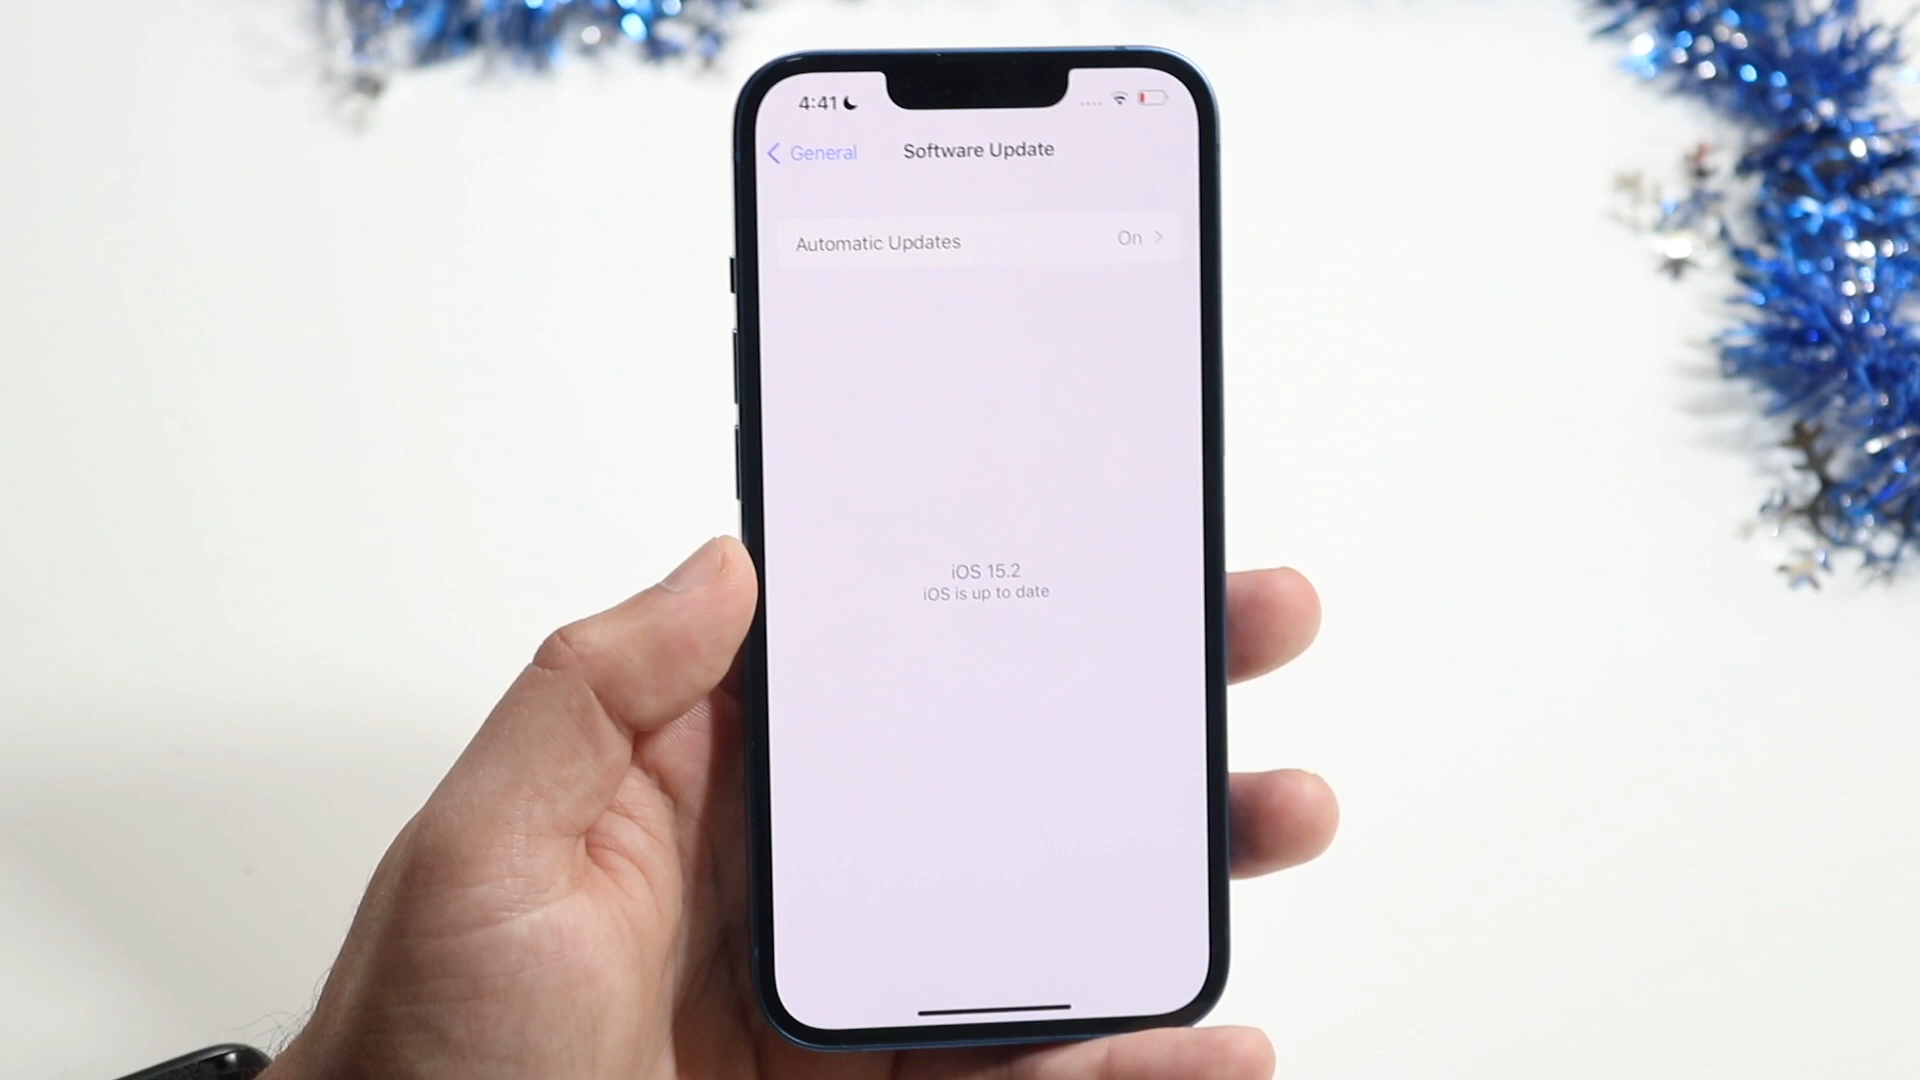 4:41
General
Software Update
Automatic Updates On
iOS 15.2
iOS is up to date